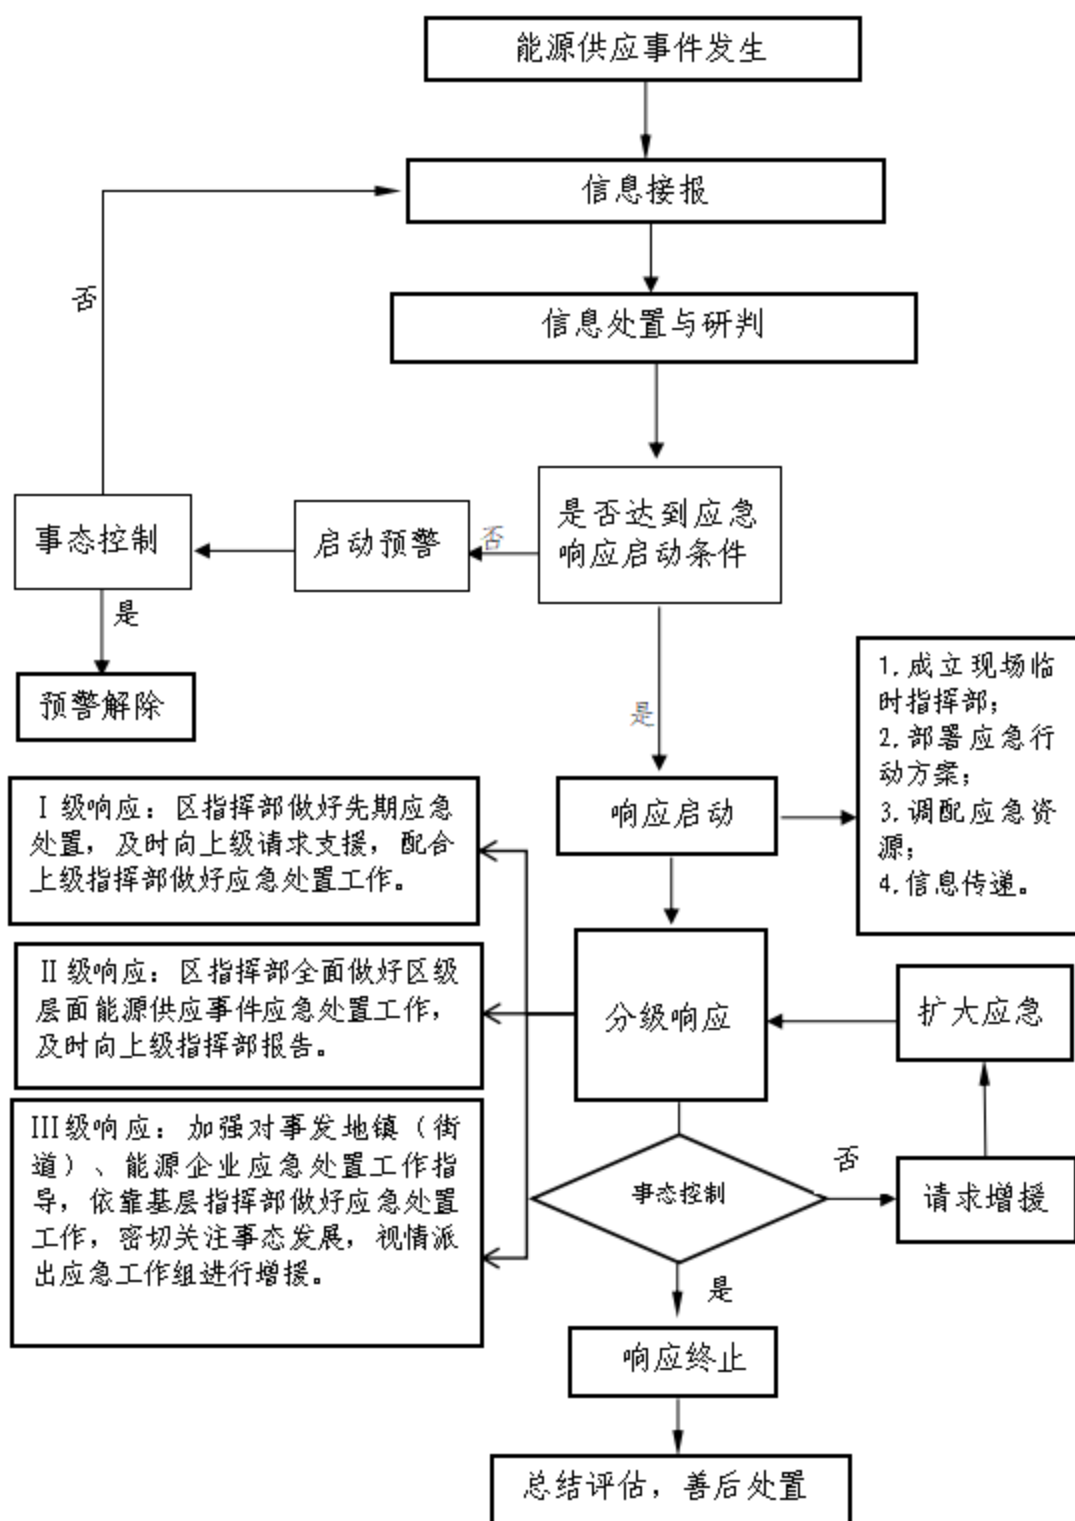 能源供应事件发生
信息接报
否
信息处置与研判
是否达到应急
响应启动条件
否
启动预警
事态控制
是
预警解除
是
响应启动
1.成立现场临
时指挥部;
2.部署应急行
动方案;
3.调配应急资
源;
4.信息传递。
Ⅰ级响应：区指挥部做好先期应急
处置，及时向上级请求支援，配合
上级指挥部做好应急处置工作。
Ⅱ级响应：区指挥部全面做好区级
层面能源供应事件应急处置工作，
及时向上级指挥部报告。
Ⅲ级响应：加强对事发地镇（街
道）、能源企业应急处置工作指
导，依靠基层指挥部做好应急处置
工作，密切关注事态发展，视情派
出应急工作组进行增援。
分级响应
扩大应急
事态控制
否
请求增援
是
响应终止
总结评估，善后处置